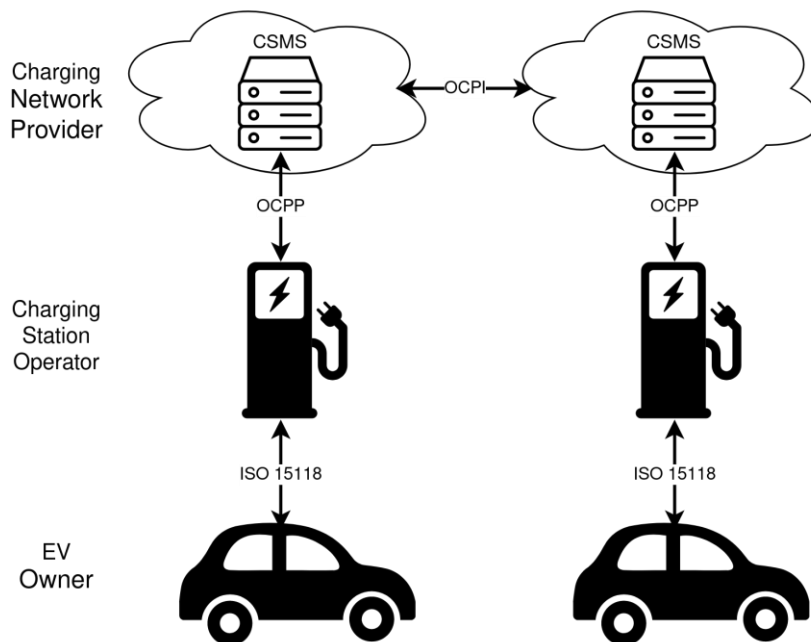 CSMS
CSMS
Charging
Network
Provider
OCPI
OCPP
OCPP
Charging
Station
Operator
ISO 15118
ISO 15118
EV
Owner